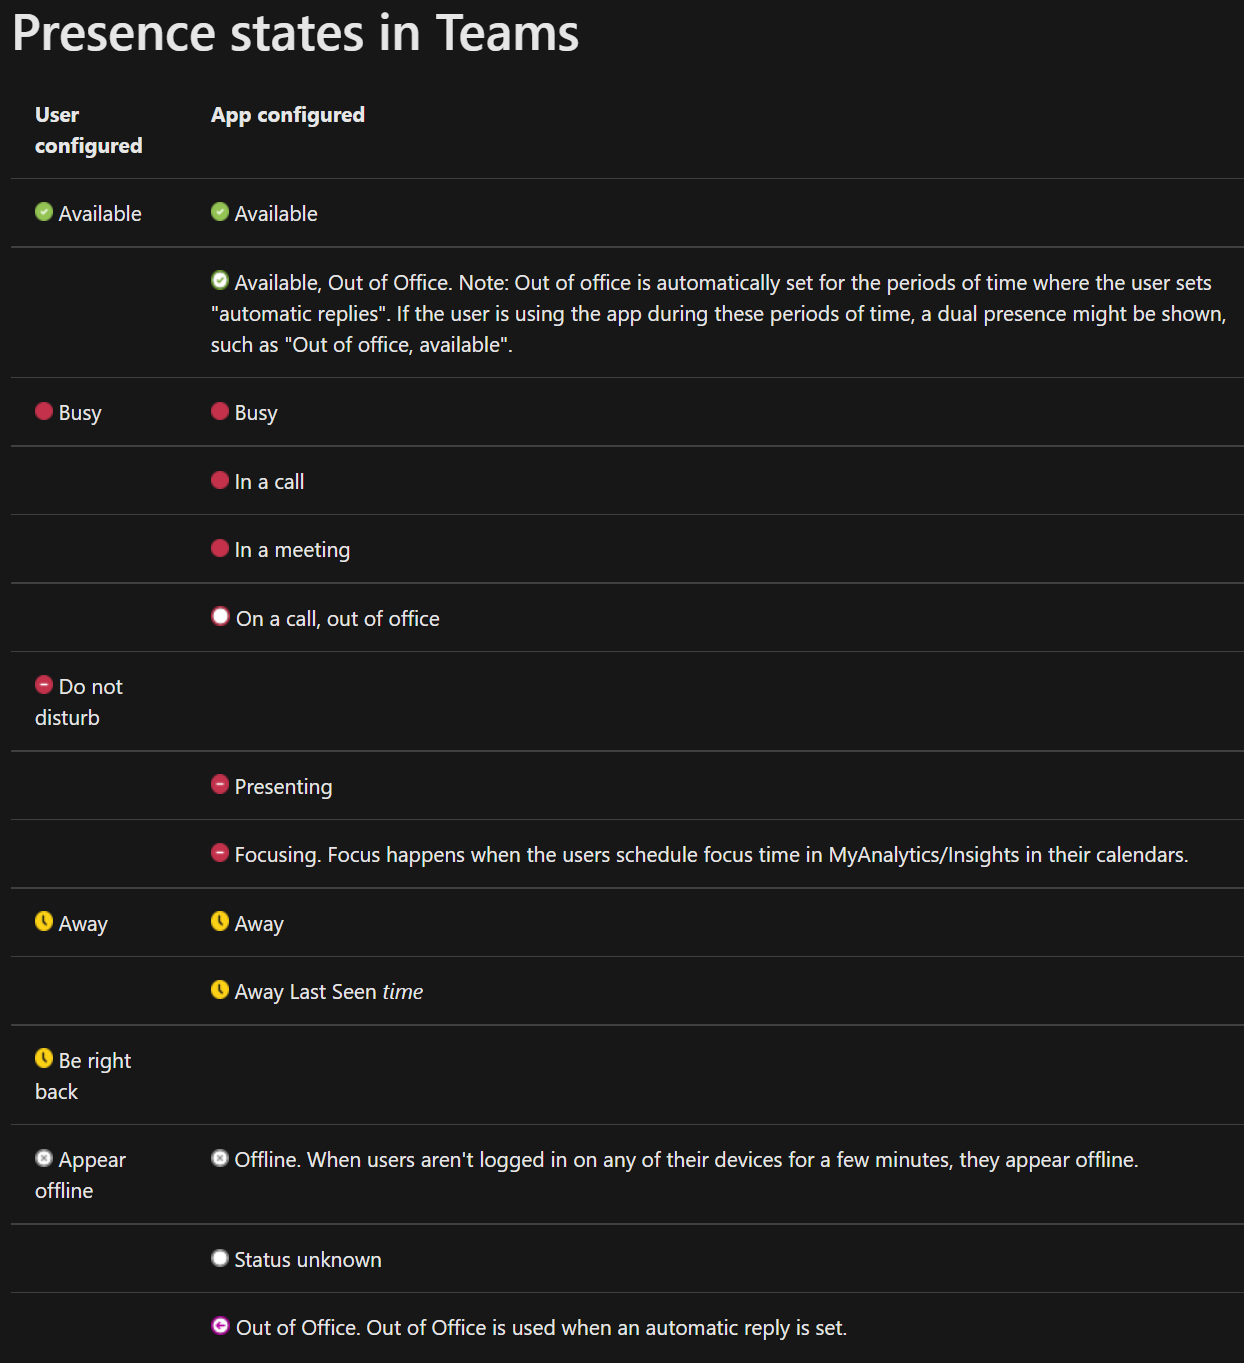 Presence states in Teams
User
configured
App configured
Available
Available
Available, Out of Office. Note: Out of office is automatically set for the periods of time where the user sets
"automatic replies". If the user is using the app during these periods of time, a dual presence might be shown,
such as "Out of office, available".
Busy
Busy
In a call
In a meeting
On a call, out of office
Do not
disturb
Presenting
Focusing. Focus happens when the users schedule focus time in MyAnalytics/Insights in their calendars.
Away
Away
Away Last Seen time
Be right
back
Appear
offline
Offline. When users aren't logged in on any of their devices for a few minutes, they appear offline.
Status unknown
Out of Office. Out of Office is used when an automatic reply is set.